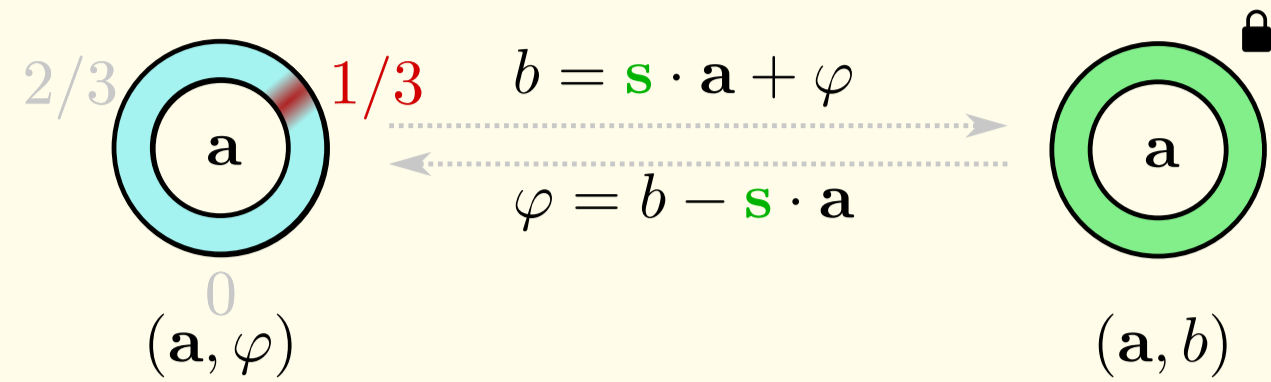 2/3
1/3
b = s · a + φ
a
a
φ = b − s · a
0
(a, φ)
(a, b)